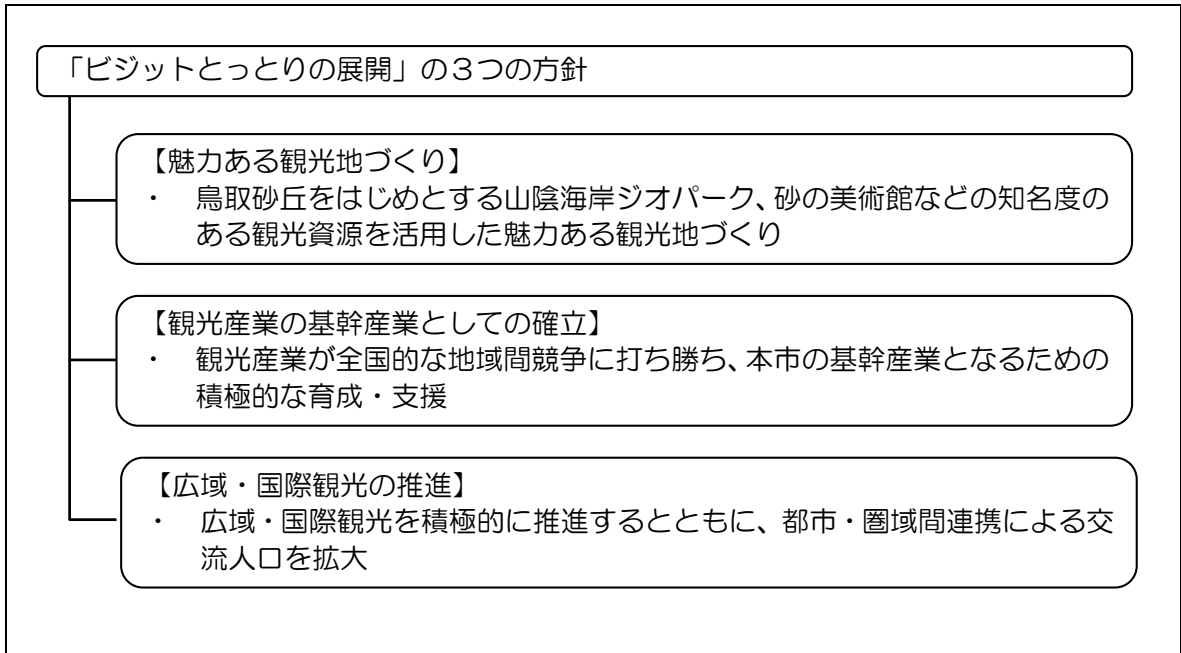 「ビジットとっとりの展開」の３つの方針
【魅力ある観光地づくり】
・　鳥取砂丘をはじめとする山陰海岸ジオパーク、砂の美術館などの知名度の
ある観光資源を活用した魅力ある観光地づくり
【観光産業の基幹産業としての確立】
・　観光産業が全国的な地域間競争に打ち勝ち、本市の基幹産業となるための
積極的な育成・支援
【広域・国際観光の推進】
・　広域・国際観光を積極的に推進するとともに、都市・圏域間連携による交
流人口を拡大